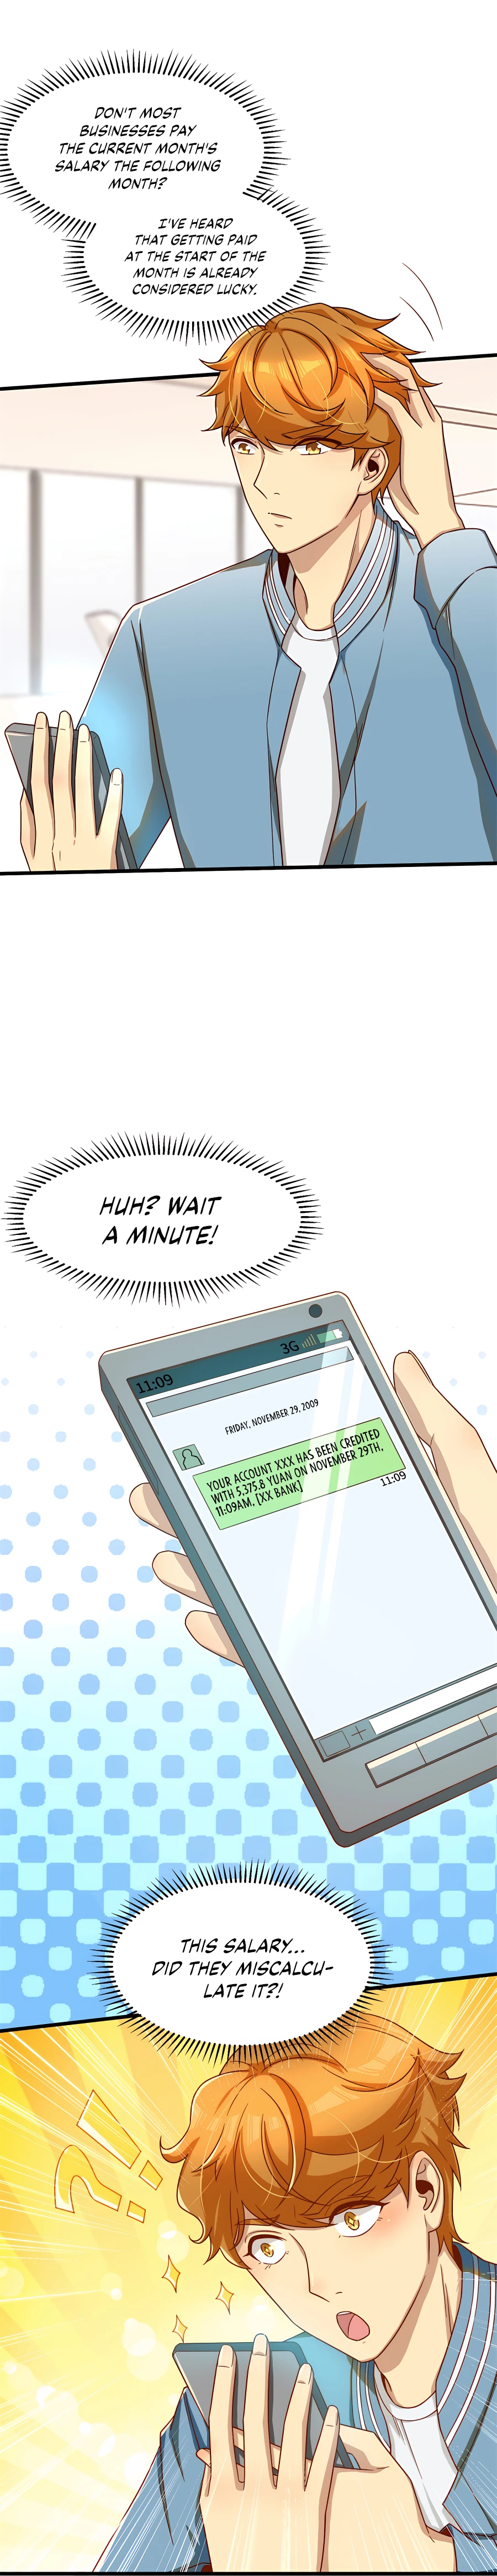 DON'T MOST
BUSINESSES PAY
THE CURRENT MONTH'S
SALARY THE FOLLOWING
MONTH?
I'VE HEARD
THAT GETTING PAID
AT THE START OF THE
MONTH IS ALREADY
CONSIDERED LUCKY.
HUH? WAIT
A MINUTE!
3G
11:09
FRIDAY, NOVEMBER 29, 2009
YOUR ACCOUNT XXX HAS BEEN CREDITED
WITH 5,375.8 YUAN ON NOVEMBER 29TH,
11:09AM. [XX BANK]
11:09
THIS SALARY...
DID THEY MISCALCU-
LATE IT?!
?!